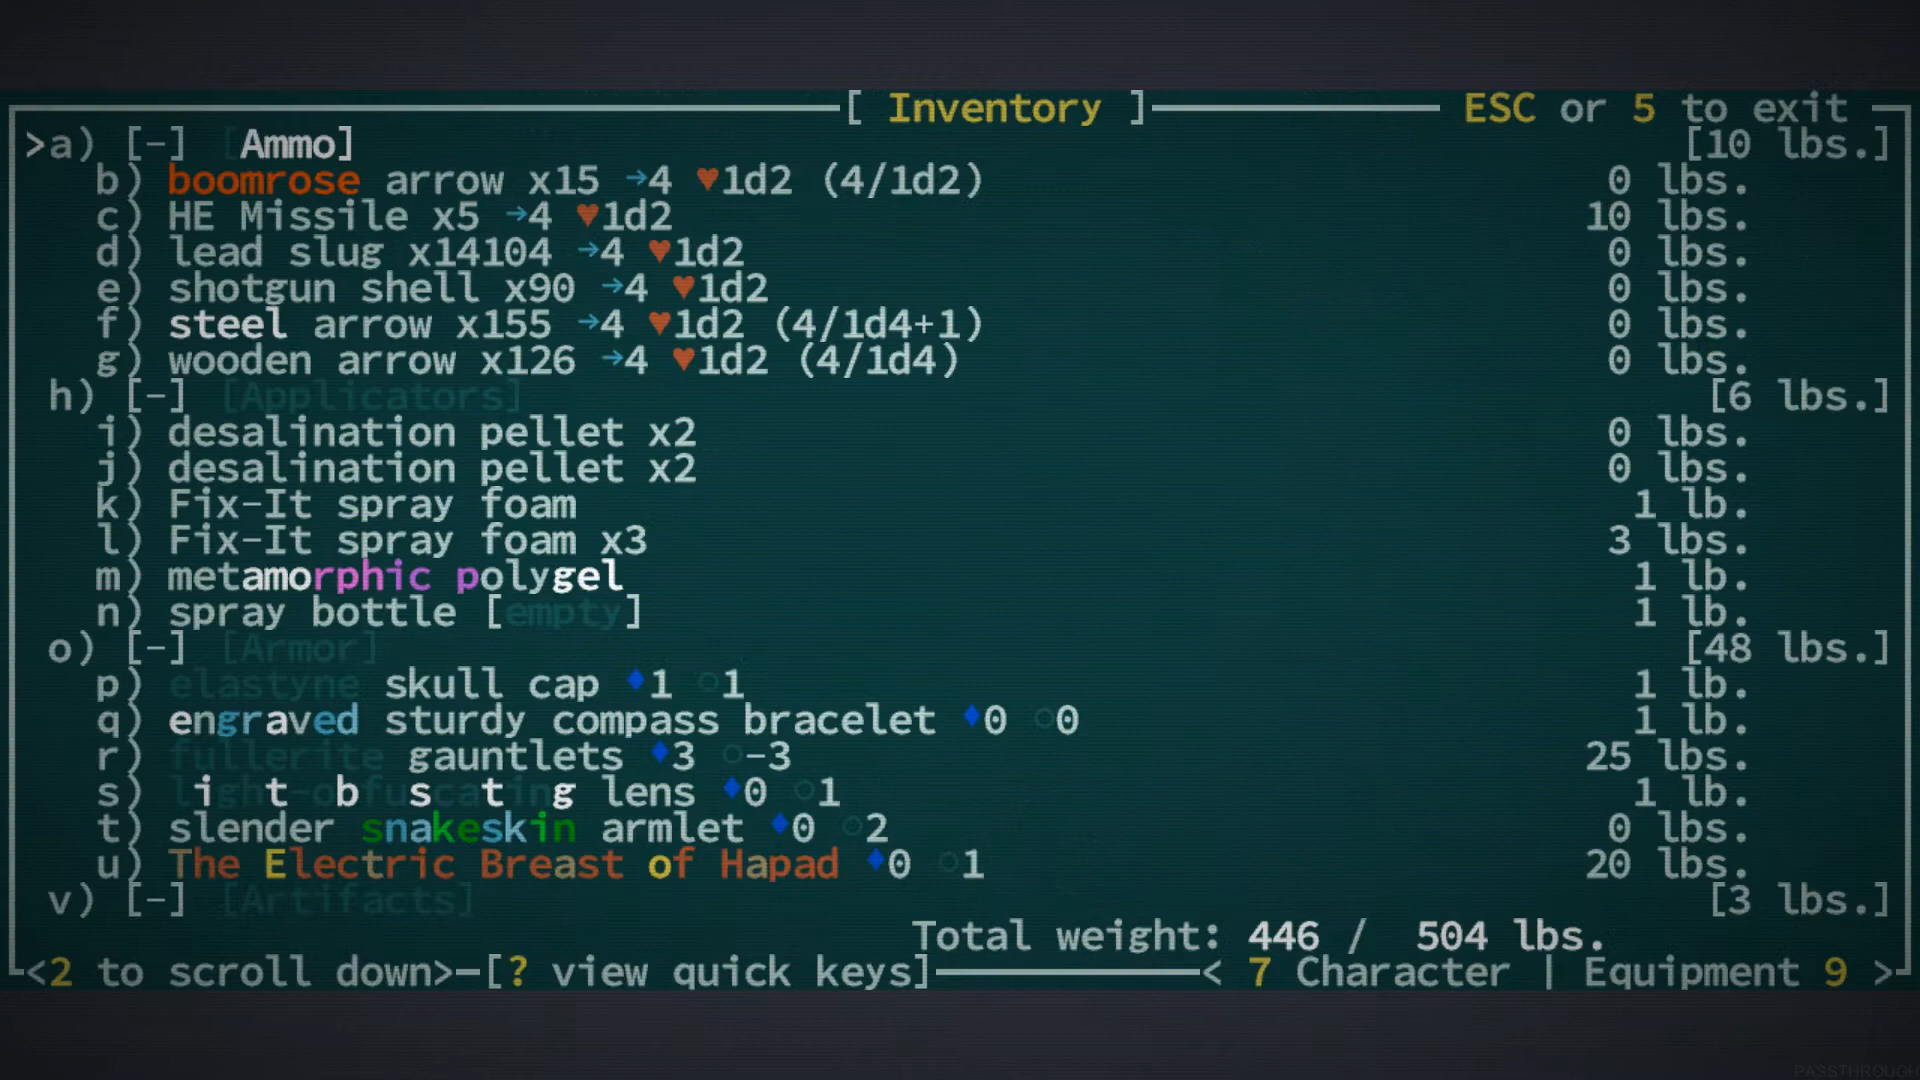 [ Inventory ] ESC or 5 to exit
>a) [-] [Ammo] [10 lbs.]
b) boomrose arrow x15 →4 ♥1d2 (4/1d2) 0 lbs.
c) HE Missile x5 →4 ♥1d2 10 lbs.
d) lead slug x14104 →4 ♥1d2 0 lbs.
e) shotgun shell x90 →4 ♥1d2 0 lbs.
f) steel arrow x155 →4 ♥1d2 (4/1d4+1) 0 lbs.
g) wooden arrow x126 →4 ♥1d2 (4/1d4) 0 lbs.
h) [-] [Applicators] [6 lbs.]
i) desalination pellet x2 0 lbs.
j) desalination pellet x2 0 lbs.
k) Fix-It spray foam 1 lb.
l) Fix-It spray foam x3 3 lbs.
m) metamorphic polygel 1 lb.
n) spray bottle [empty] 1 lb.
o) [-] [Armor] [48 lbs.]
p) elastyne skull cap ♦1 ○1 1 lb.
q) engraved sturdy compass bracelet ♦0 ○0 1 lb.
r) fullerite gauntlets ♦3 ○-3 25 lbs.
s) light-obfuscating lens ♦0 ○1 1 lb.
t) slender snakeskin armlet ♦0 ○2 0 lbs.
u) The Electric Breast of Hapad ♦0 ○1 20 lbs.
v) [-] [Artifacts] [3 lbs.]
Total weight: 446 / 504 lbs.
<2 to scroll down> [? view quick keys] < 7 Character | Equipment 9 >
PASSTHROUGH